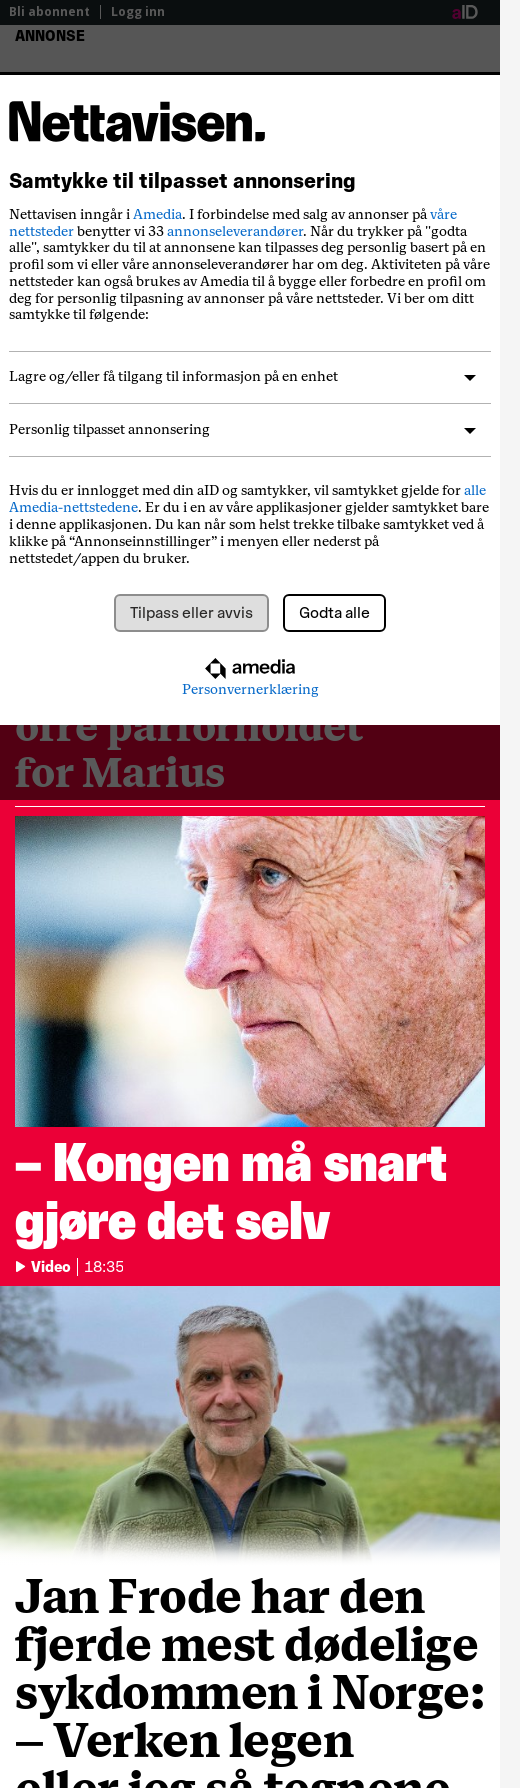 Bli abonnent | Logg inn
aID
ANNONSE
Nettavisen.
Samtykke til tilpasset annonsering
Nettavisen inngår i Amedia. I forbindelse med salg av annonser på våre
nettsteder benytter vi 33 annonseleverandører. Når du trykker på "godta
alle", samtykker du til at annonsene kan tilpasses deg personlig basert på en
profil som vi eller våre annonseleverandører har om deg. Aktiviteten på våre
nettsteder kan også brukes av Amedia til å bygge eller forbedre en profil om
deg for personlig tilpasning av annonser på våre nettsteder. Vi ber om ditt
samtykke til følgende:
Lagre og/eller få tilgang til informasjon på en enhet
Personlig tilpasset annonsering
Hvis du er innlogget med din aID og samtykker, vil samtykket gjelde for alle
Amedia-nettstedene. Er du i en av våre applikasjoner gjelder samtykket bare
i denne applikasjonen. Du kan når som helst trekke tilbake samtykket ved å
klikke på “Annonseinnstillinger” i menyen eller nederst på
nettstedet/appen du bruker.
Tilpass eller avvis
Godta alle
amedia
Personvernerklæring
ofre parforholdet
for Marius
– Kongen må snart
gjøre det selv
Video | 18:35
Jan Frode har den
fjerde mest dødelige
sykdommen i Norge:
– Verken legen
eller jeg så tegnene